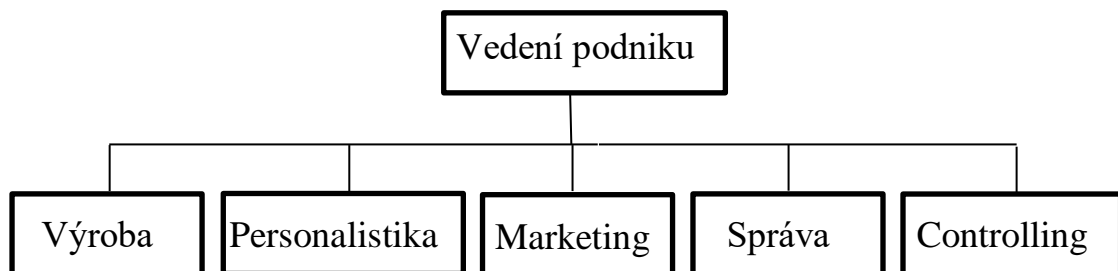 Vedení podniku
Výroba
Personalistika
Marketing
Správa
Controlling